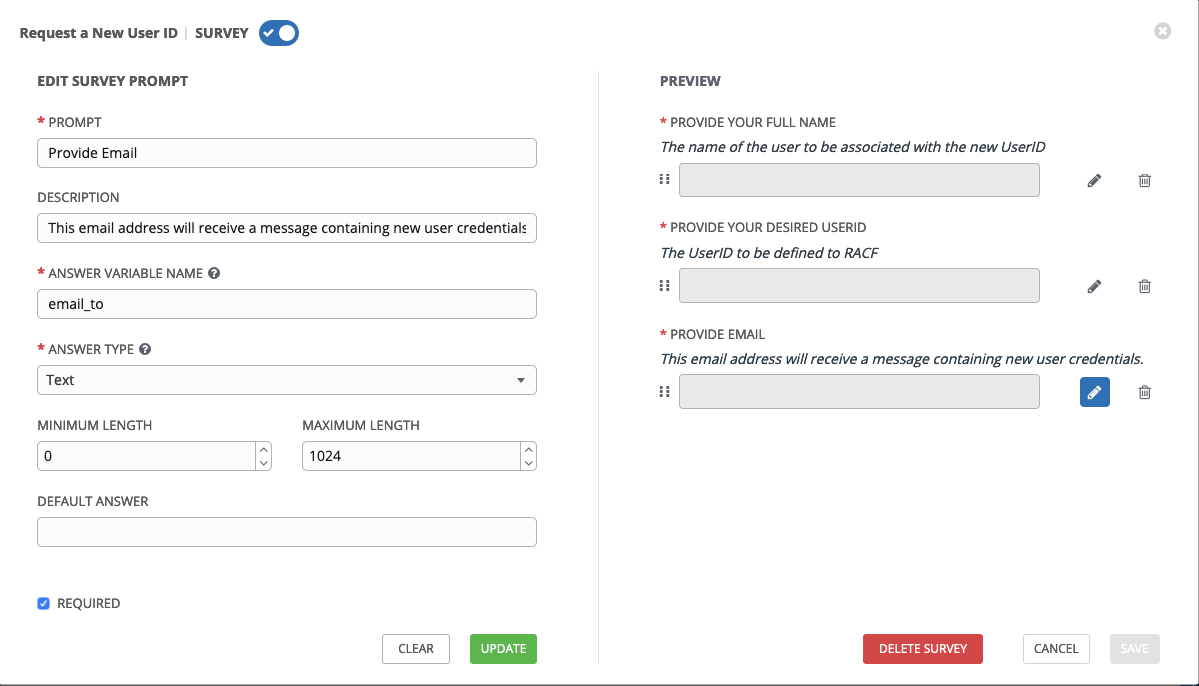 Request a New User ID | SURVEY
EDIT SURVEY PROMPT
* PROMPT
Provide Email
DESCRIPTION
This email address will receive a message containing new user credentials
* ANSWER VARIABLE NAME ?
email_to
* ANSWER TYPE ?
Text
MINIMUM LENGTH
MAXIMUM LENGTH
0
1024
DEFAULT ANSWER
REQUIRED
CLEAR
UPDATE
PREVIEW
* PROVIDE YOUR FULL NAME
The name of the user to be associated with the new UserID
* PROVIDE YOUR DESIRED USERID
The UserID to be defined to RACF
* PROVIDE EMAIL
This email address will receive a message containing new user credentials.
DELETE SURVEY
CANCEL
SAVE